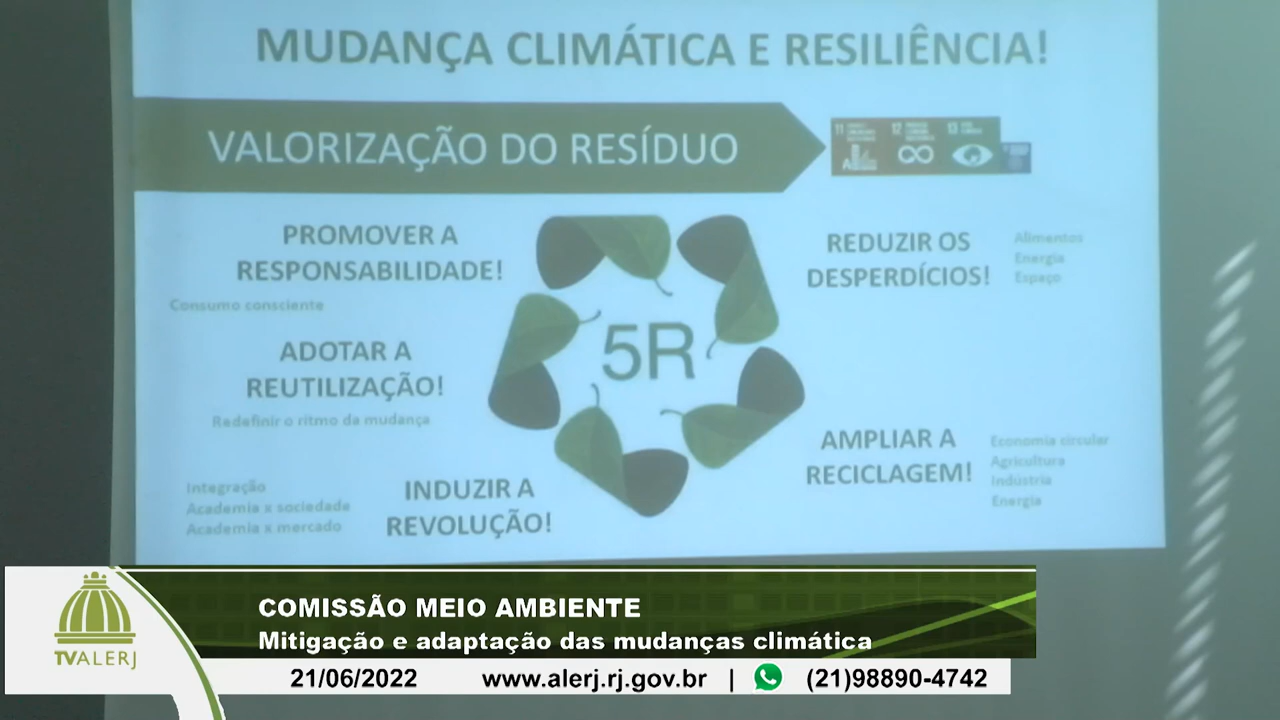 MUDANÇA CLIMÁTICA E RESILIÊNCIA!
VALORIZAÇÃO DO RESÍDUO
11
12
13
PROMOVER A
RESPONSABILIDADE!
Consumo consciente
REDUZIR OS
DESPERDÍCIOS!
Alimentos
Energia
Espaço
5R
ADOTAR A
REUTILIZAÇÃO!
Redefinir o ritmo da mudança
AMPLIAR A
RECICLAGEM!
Economia circular
Agricultura
Indústria
Energia
Integração
Academia x sociedade
Academia x mercado
INDUZIR A
REVOLUÇÃO!
TVALERJ
COMISSÃO MEIO AMBIENTE
Mitigação e adaptação das mudanças climática
21/06/2022 www.alerj.rj.gov.br | (21)98890-4742